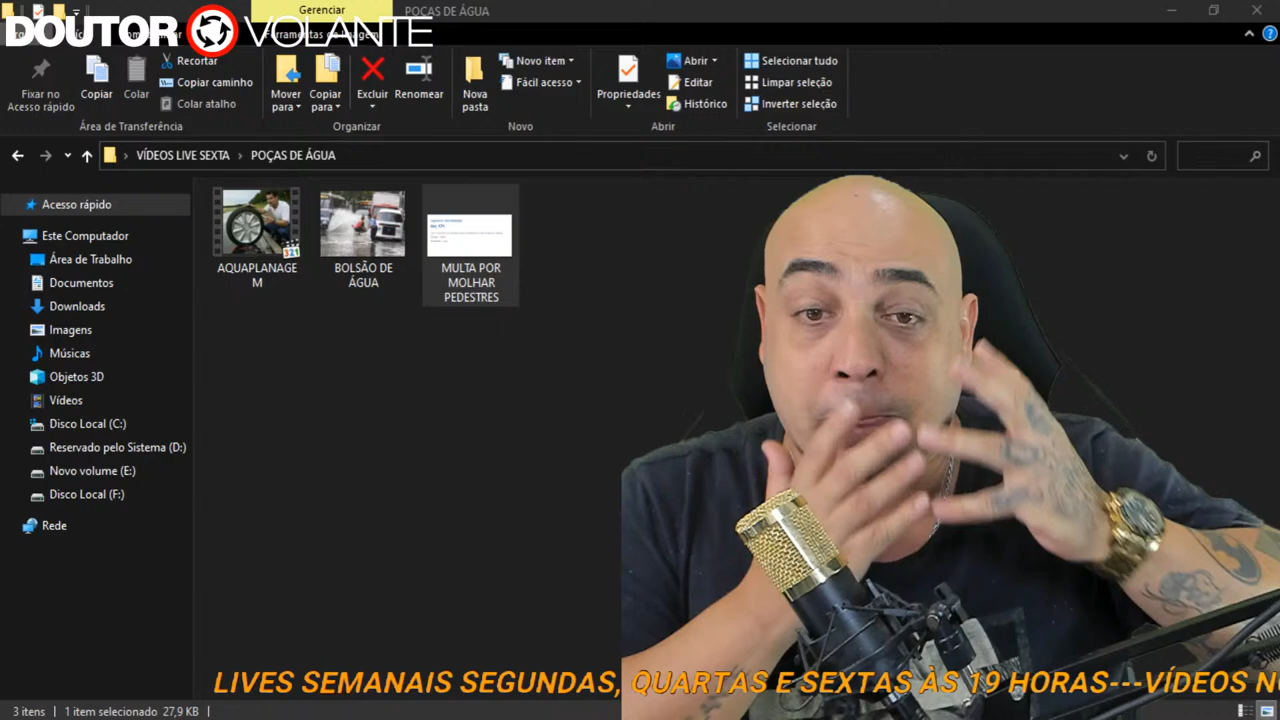 Gerenciar
POÇAS DE ÁGUA
DOUTOR VOLANTE
Ferramentas de Imagem
Fixar no
Acesso rápido
Copiar
Colar
Recortar
Copiar caminho
Colar atalho
Área de Transferência
Mover
para
Copiar
para
Excluir
Renomear
Organizar
Nova
pasta
Novo item
Fácil acesso
Novo
Propriedades
Abrir
Editar
Histórico
Abrir
Selecionar tudo
Limpar seleção
Inverter seleção
Selecionar
VÍDEOS LIVE SEXTA › POÇAS DE ÁGUA
Acesso rápido
Este Computador
Área de Trabalho
Documentos
Downloads
Imagens
Músicas
Objetos 3D
Vídeos
Disco Local (C:)
Reservado pelo Sistema (D:)
Novo volume (E:)
Disco Local (F:)
Rede
321
AQUAPLANAGE
M
BOLSÃO DE
ÁGUA
MULTA POR
MOLHAR
PEDESTRES
LIVES SEMANAIS SEGUNDAS, QUARTAS E SEXTAS ÀS 19 HORAS---VÍDEOS N
3 itens
1 item selecionado 27,9 KB